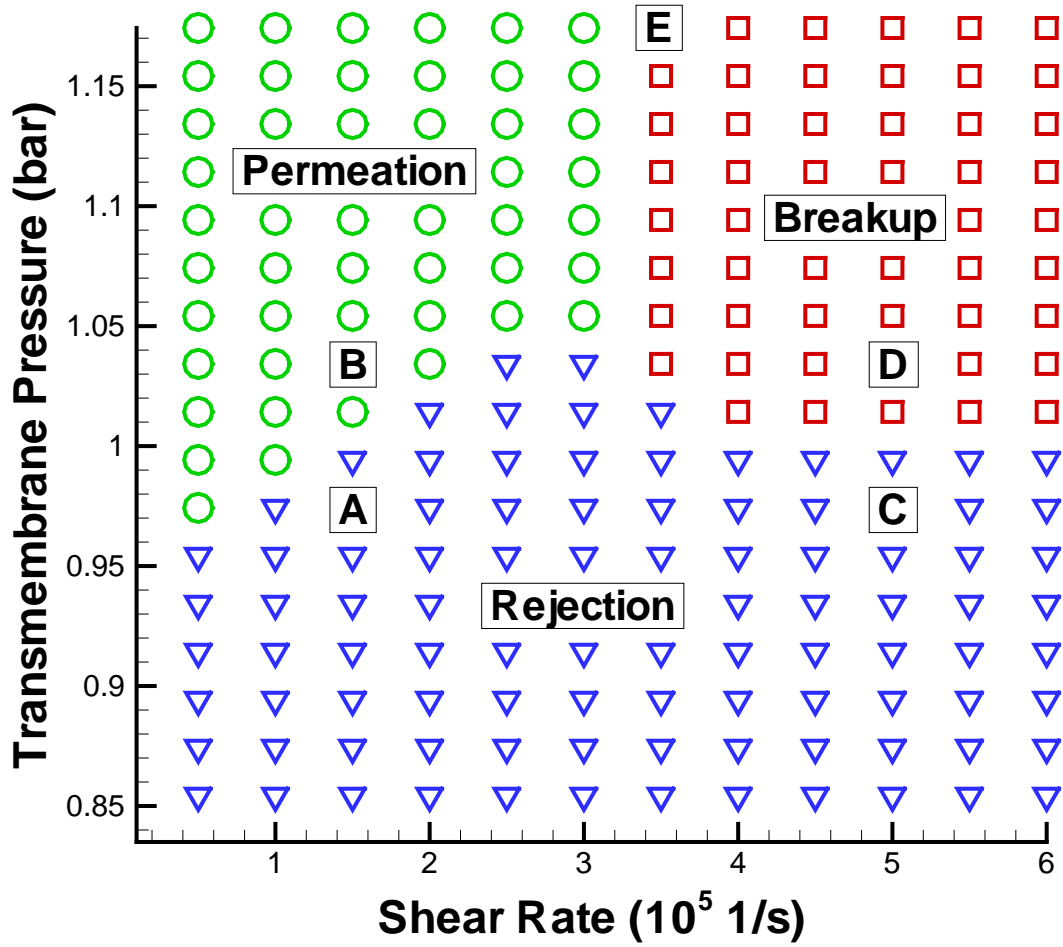 E
1.15
Permeation
1.1
Breakup
1.05
B
D
1
A
C
0.95
Rejection
0.9
0.85
1
2
3
4
5
6
Transmembrane Pressure (bar)
Shear Rate (10⁵ 1/s)